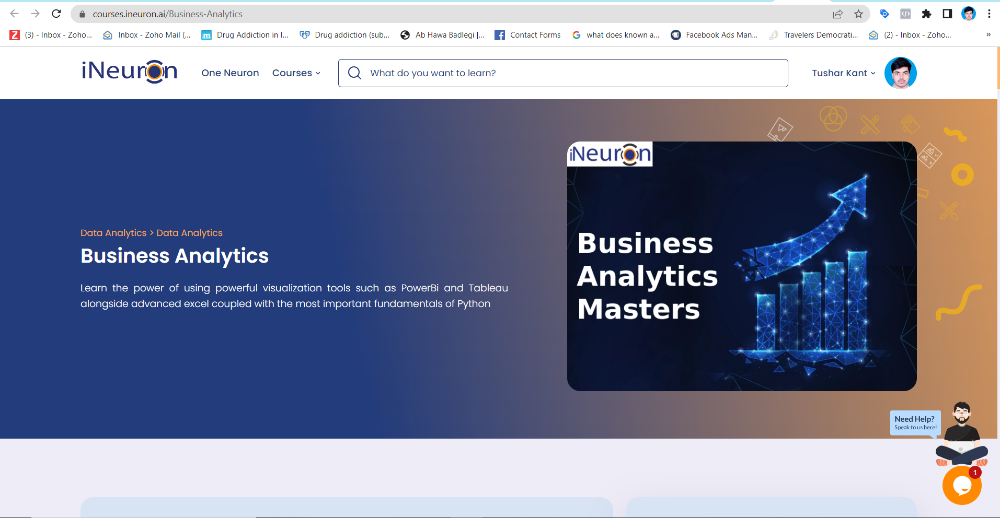 courses.ineuron.ai/Business-Analytics
(3) - Inbox - Zoho...
Inbox - Zoho Mail (...
Drug Addiction in I...
Drug addiction (sub...
Ab Hawa Badlegi |...
Contact Forms
what does known a...
Facebook Ads Man...
Travelers Democrati...
(2) - Inbox - Zoho...
»
iNeuron
One Neuron
Courses
What do you want to learn?
Tushar Kant
iNeuron
Business
Analytics
Masters
Data Analytics > Data Analytics
Business Analytics
Learn the power of using powerful visualization tools such as PowerBi and Tableau
alongside advanced excel coupled with the most important fundamentals of Python
Need Help?
Speak to us here!
1